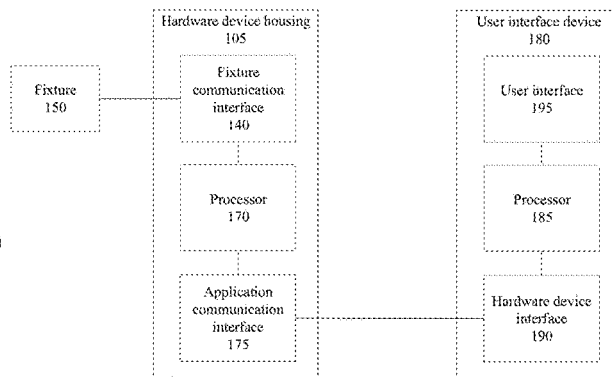 Hardware device housing
105
User interface device
180
Fixture
150
Fixture
communication
interface
140
User interface
195
Processor
170
Processor
185
Application
communication
interface
175
Hardware device
interface
190